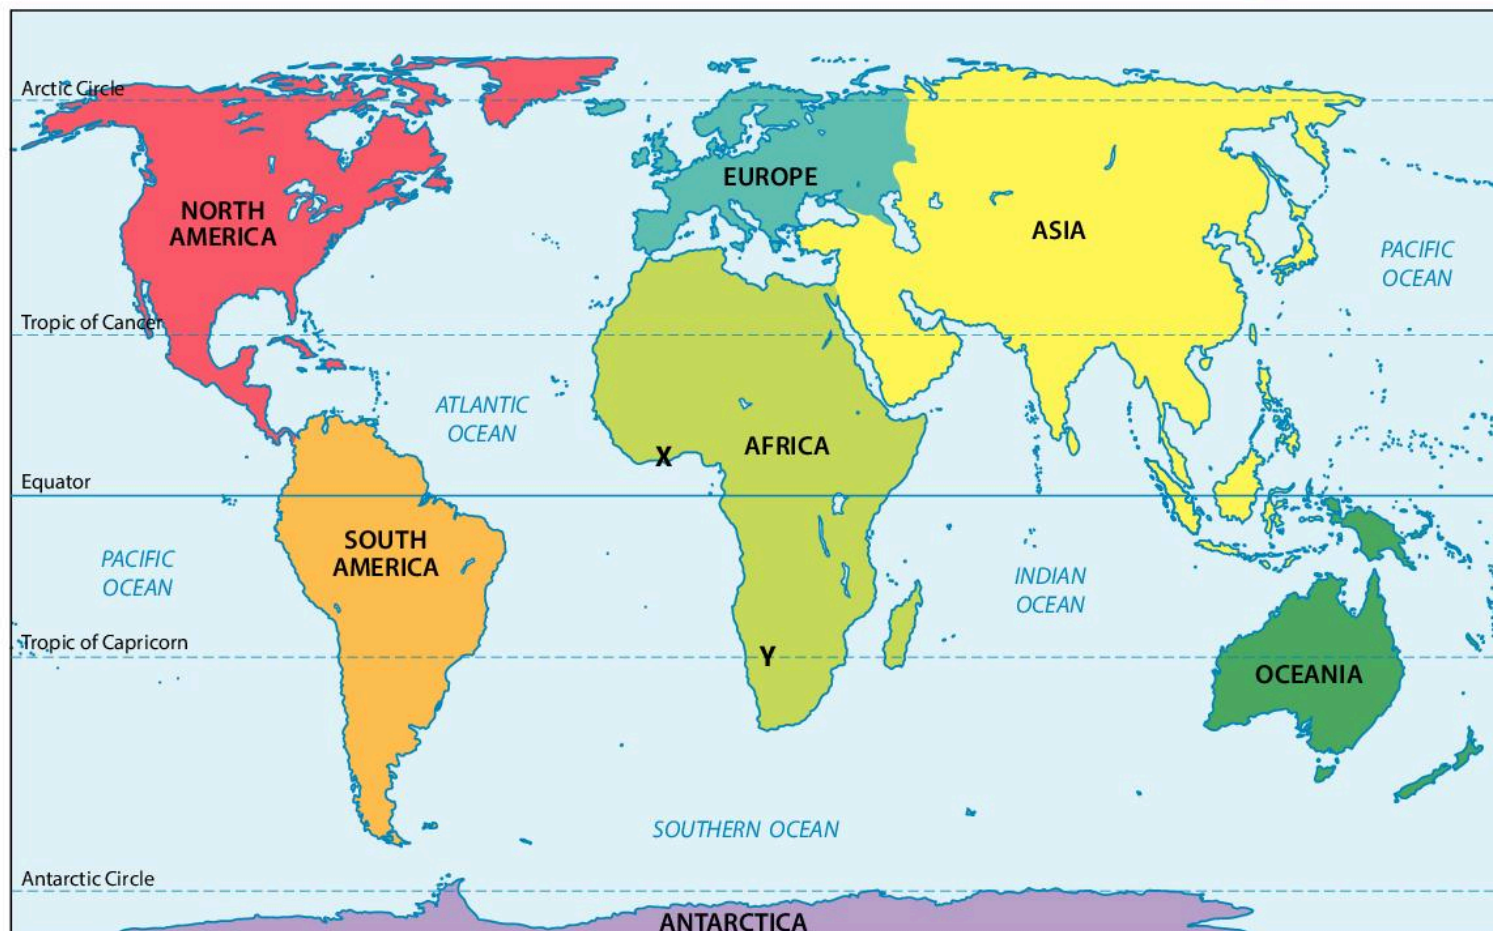 Arctic Circle
EUROPE
NORTH
AMERICA
ASIA
PACIFIC
OCEAN
Tropic of Cancer
ATLANTIC
OCEAN
AFRICA
X
Equator
SOUTH
AMERICA
PACIFIC
OCEAN
INDIAN
OCEAN
Tropic of Capricorn
Y
OCEANIA
SOUTHERN OCEAN
Antarctic Circle
ANTARCTICA